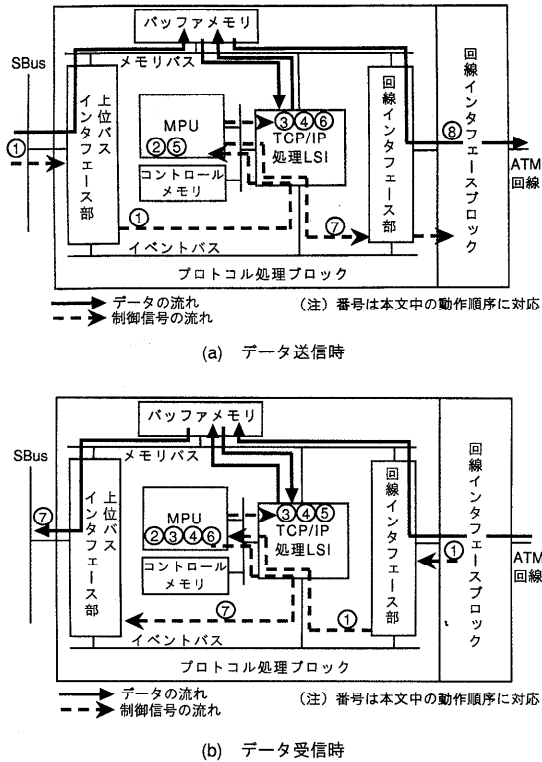 バッファメモリ
SBus
メモリバス
上位バス
インタフェース部
MPU
②⑤
③④⑥
TCP/IP
処理LSI
コントロール
メモリ
回線インタフェース部
回線インタフェースブロック
①
①
⑦
⑧
ATM
回線
イベントバス
プロトコル処理ブロック
データの流れ
制御信号の流れ
(注) 番号は本文中の動作順序に対応
(a) データ送信時
バッファメモリ
SBus
メモリバス
上位バス
インタフェース部
MPU
②③④⑥
③④⑤
TCP/IP
処理LSI
コントロール
メモリ
回線インタフェース部
回線インタフェースブロック
⑦
⑦
①
①
ATM
回線
イベントバス
プロトコル処理ブロック
データの流れ
制御信号の流れ
(注) 番号は本文中の動作順序に対応
(b) データ受信時